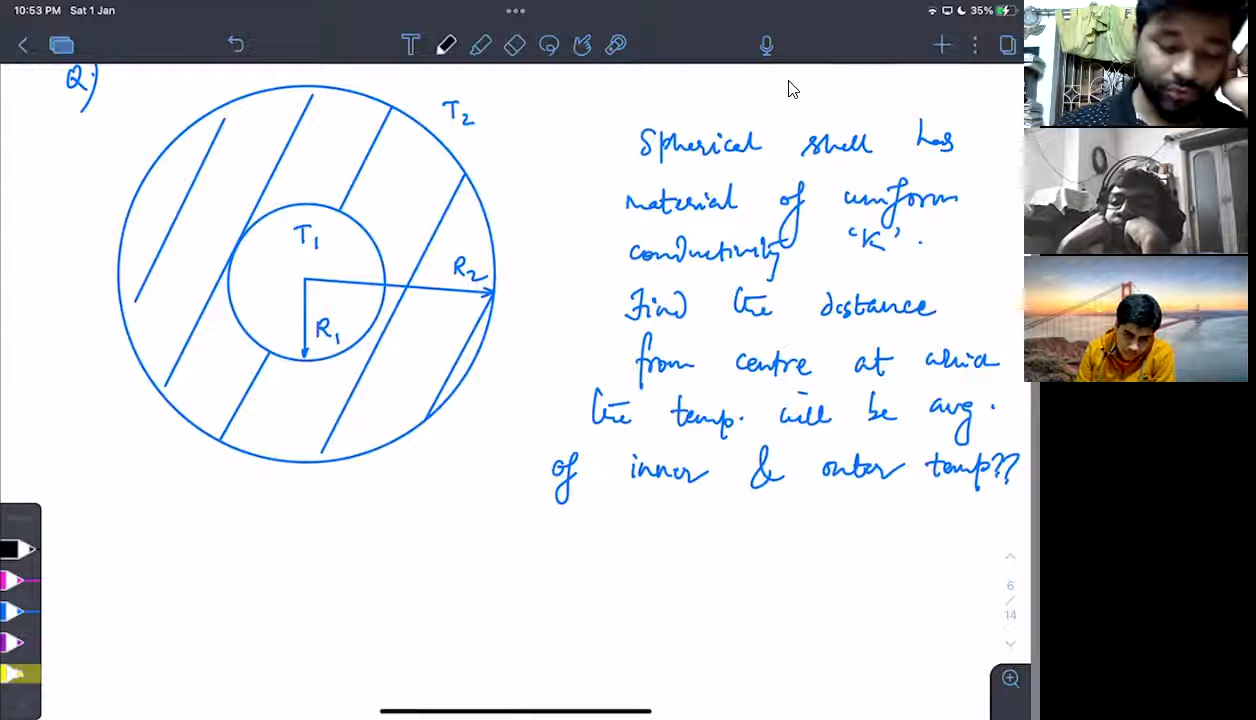 10:53 PM Sat 1 Jan
35%
Q.)
T2
T1
R2
R1
Spherical shell has
material of uniform
conductivity 'K'.
Find the distance
from centre at which
the temp. will be avg.
of inner & outer temp??
6
/
14